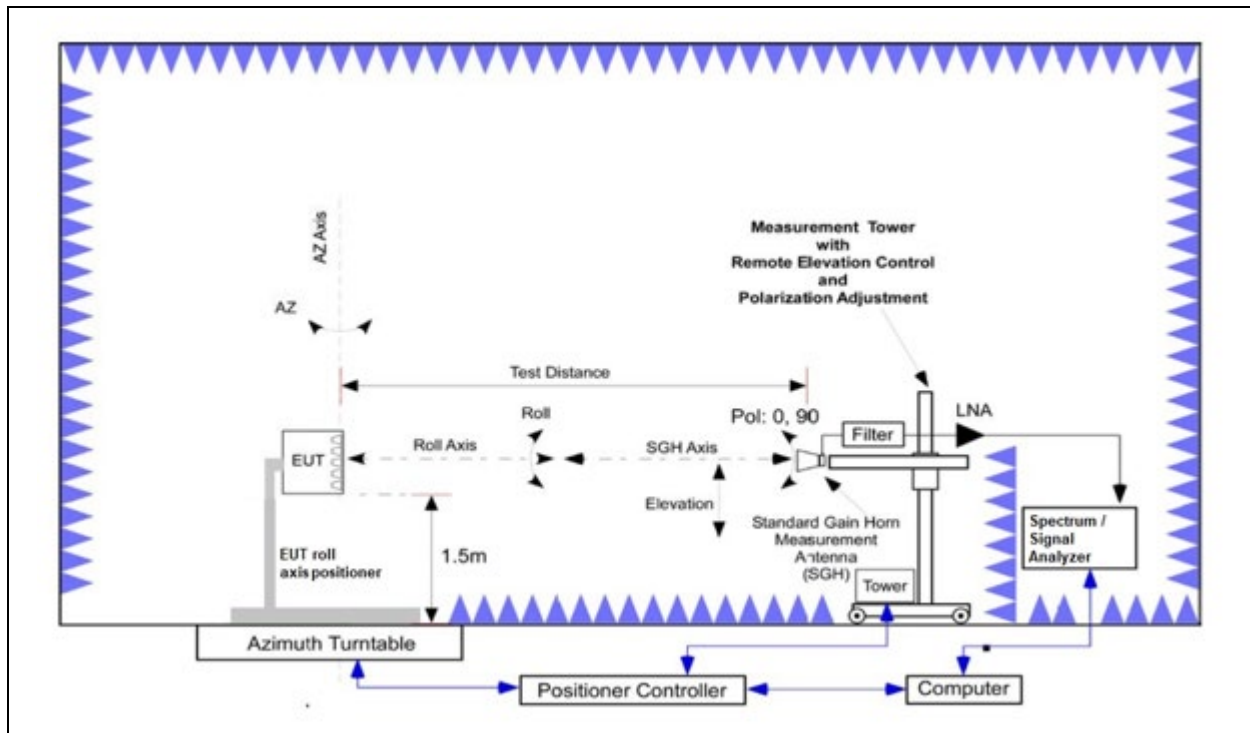 AZ Axis
AZ
Measurement Tower
with
Remote Elevation Control
and
Polarization Adjustment
Test Distance
Roll
Pol: 0, 90
LNA
Filter
EUT
Roll Axis
SGH Axis
Elevation
Standard Gain Horn
Measurement
Antenna
(SGH)
Spectrum /
Signal
Analyzer
EUT roll
axis positioner
1.5m
Tower
Azimuth Turntable
Positioner Controller
Computer